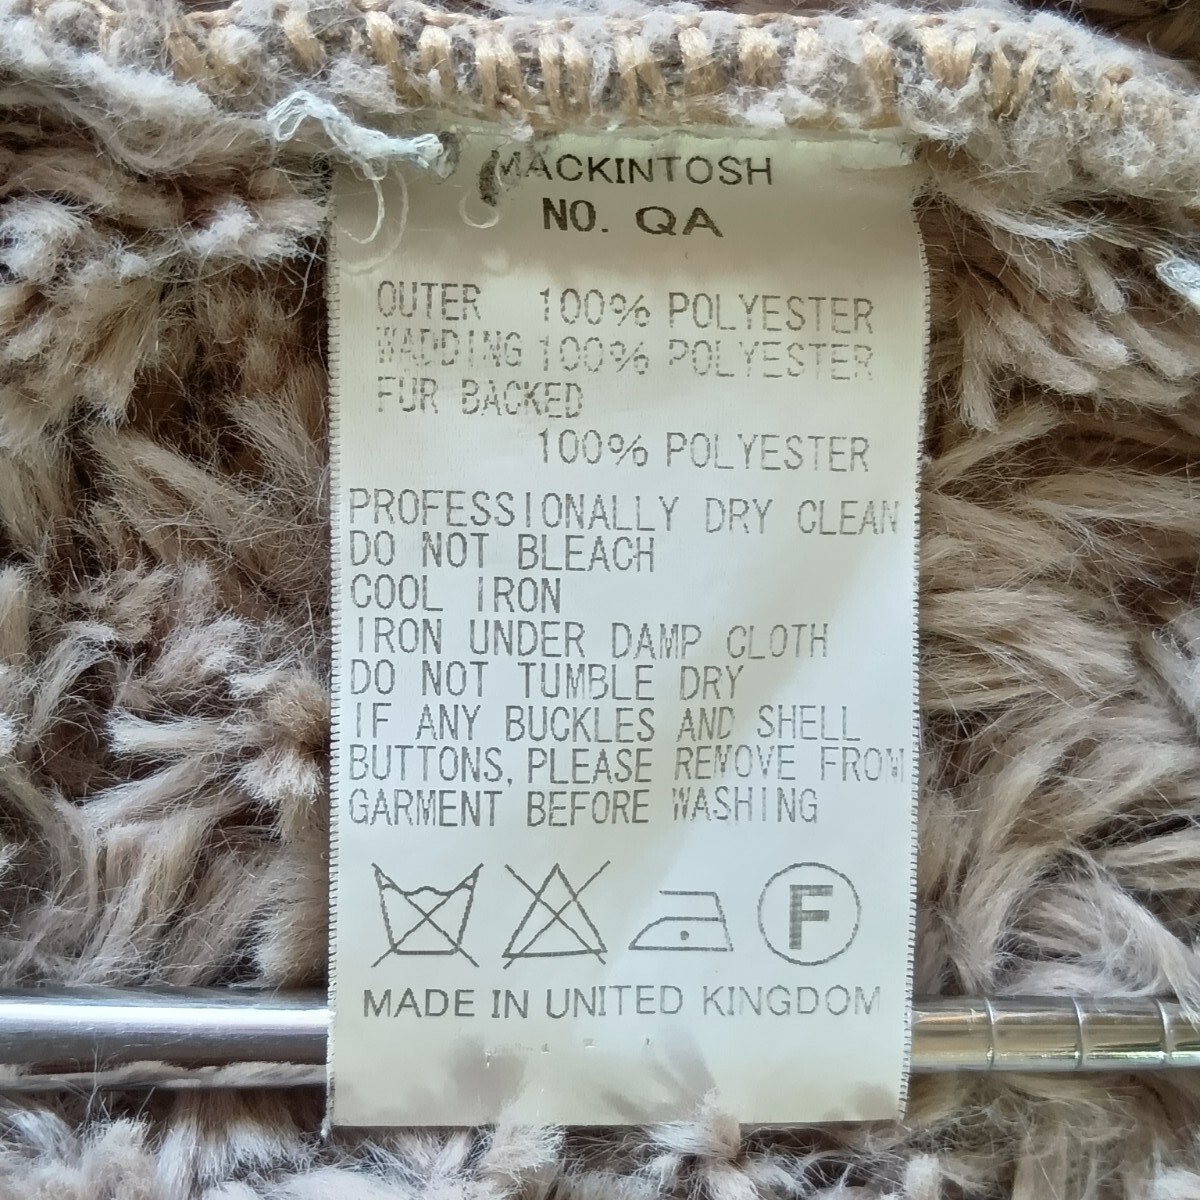 MACKINTOSH
NO. QA
OUTER 100% POLYESTER
WADDING 100% POLYESTER
FUR BACKED
100% POLYESTER
PROFESSIONALLY DRY CLEAN
DO NOT BLEACH
COOL IRON
IRON UNDER DAMP CLOTH
DO NOT TUMBLE DRY
IF ANY BUCKLES AND SHELL
BUTTONS, PLEASE REMOVE FROM
GARMENT BEFORE WASHING
F
MADE IN UNITED KINGDOM